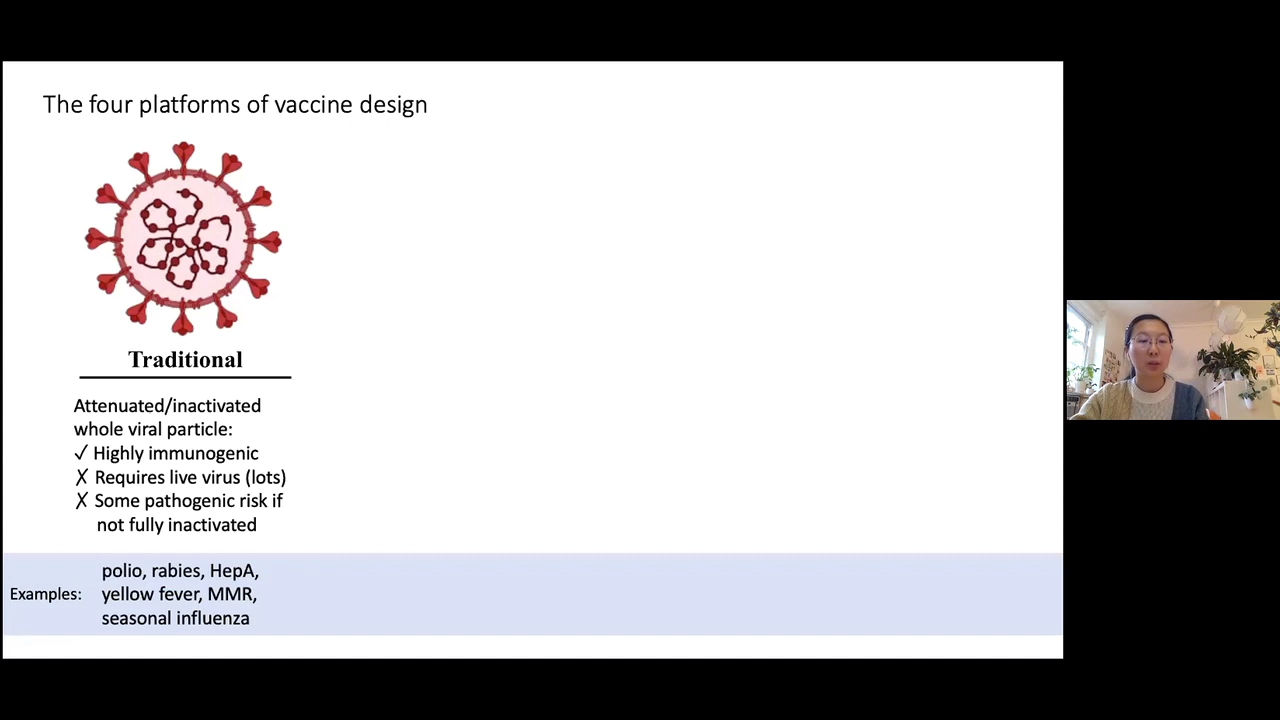 The four platforms of vaccine design
Traditional
Attenuated/inactivated
whole viral particle:
✓ Highly immunogenic
✗ Requires live virus (lots)
✗ Some pathogenic risk if
not fully inactivated
Examples:
polio, rabies, HepA,
yellow fever, MMR,
seasonal influenza